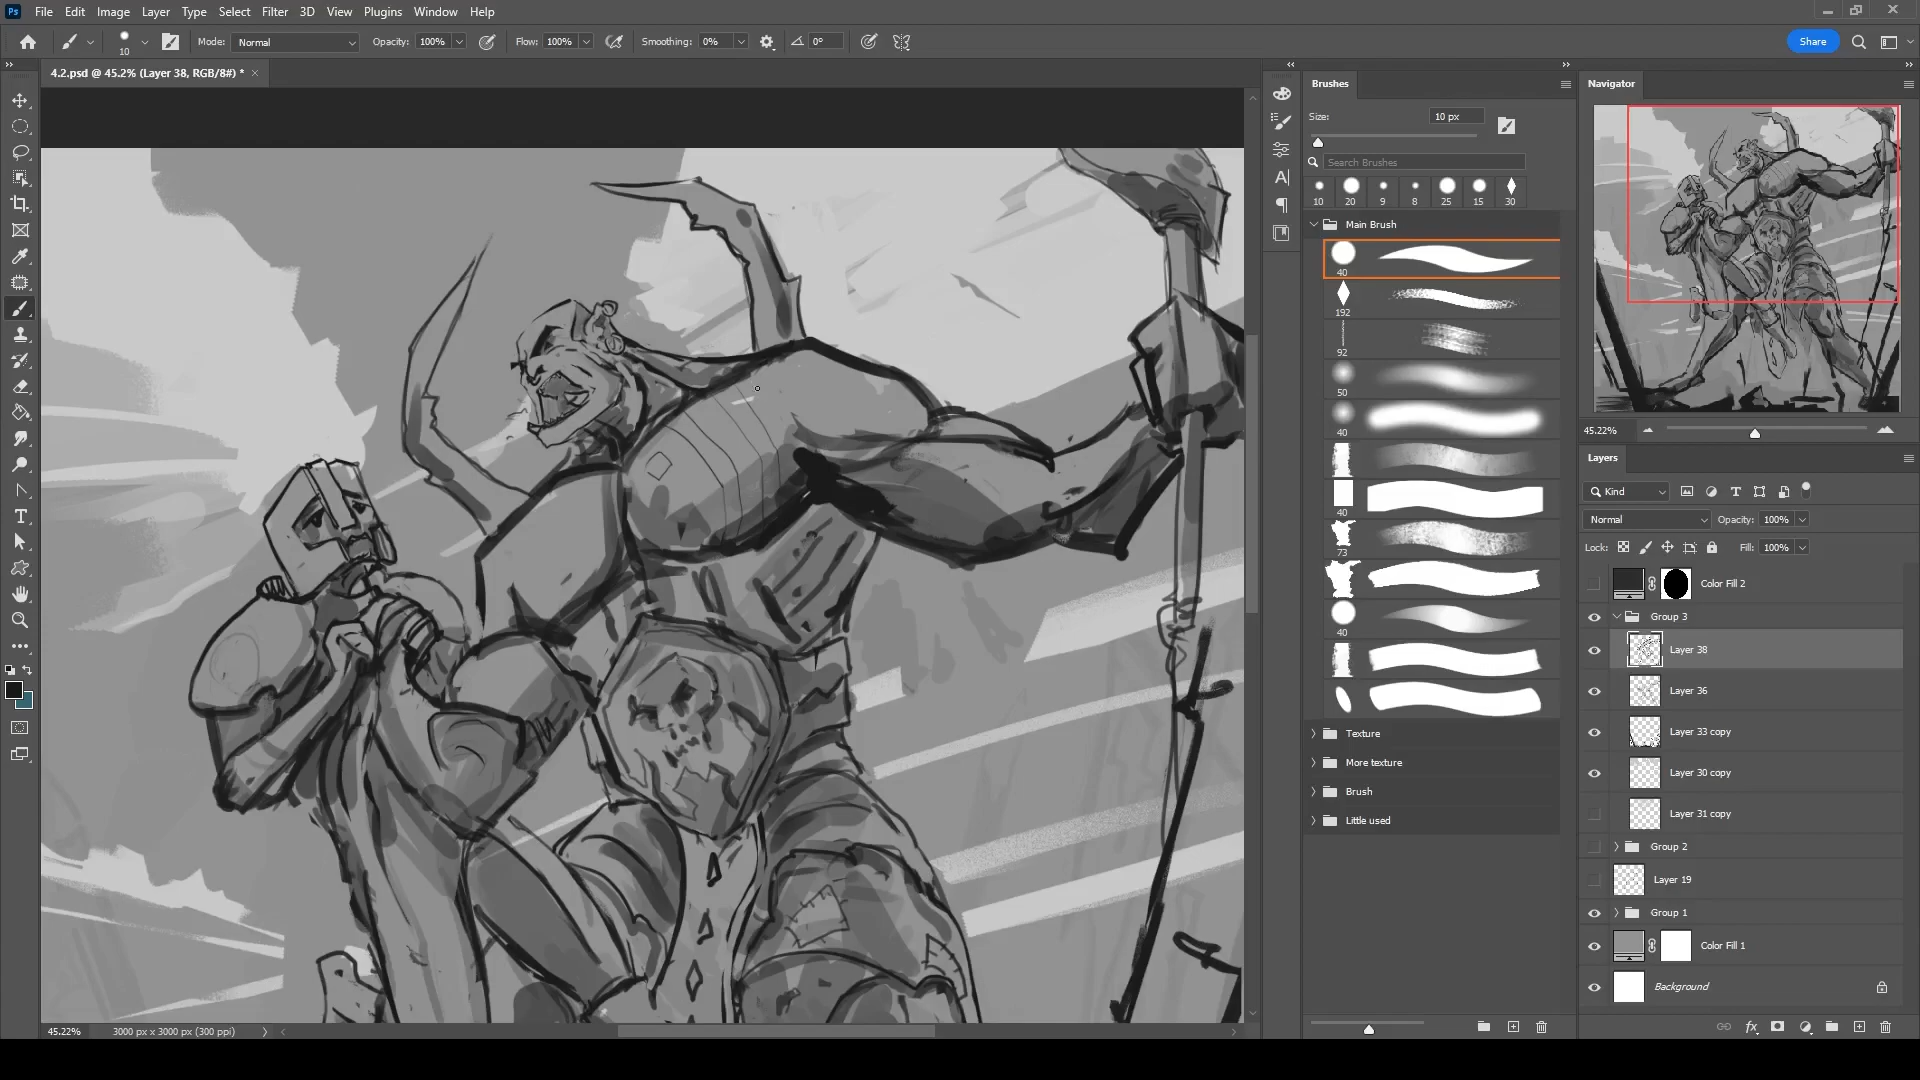 Ps File Edit Image Layer Type Select Filter 3D View Plugins Window Help
10 Mode: Normal Opacity: 100% Flow: 100% Smoothing: 0% 0° Share
4.2.psd @ 45.2% (Layer 38, RGB/8#) * ×
Brushes
Size: 10 px
Search Brushes
10 20 9 8 25 15 30
Main Brush
40
192
92
50
40
40
73
40
Texture
More texture
Brush
Little used
Navigator
45.22%
Layers
Kind
Normal Opacity: 100%
Lock: Fill: 100%
Color Fill 2
Group 3
Layer 38
Layer 36
Layer 33 copy
Layer 30 copy
Layer 31 copy
Group 2
Layer 19
Group 1
Color Fill 1
Background
45.22% 3000 px x 3000 px (300 ppi)